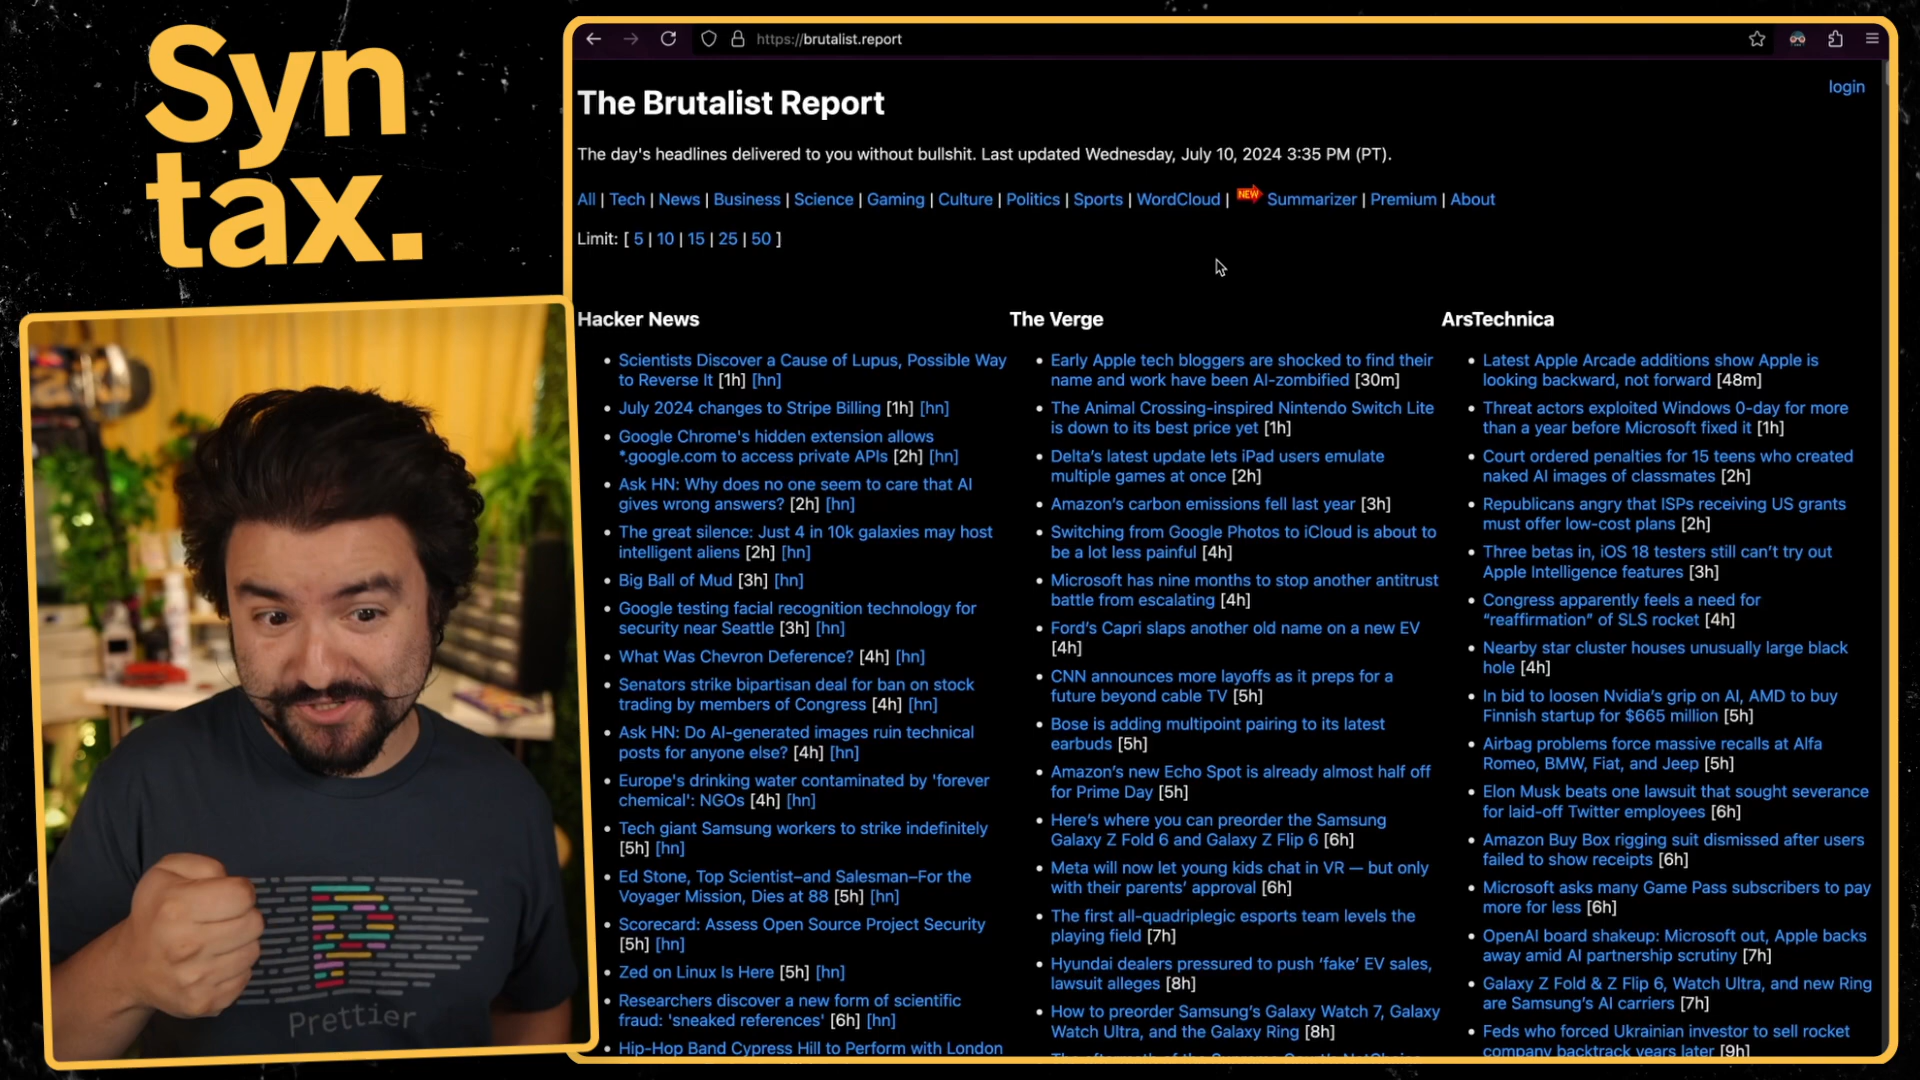 Syn
tax.
https://brutalist.report
login
The Brutalist Report
The day's headlines delivered to you without bullshit. Last updated Wednesday, July 10, 2024 3:35 PM (PT).
All | Tech | News | Business | Science | Gaming | Culture | Politics | Sports | WordCloud | NEW Summarizer | Premium | About
Limit: [ 5 | 10 | 15 | 25 | 50 ]
Hacker News
Scientists Discover a Cause of Lupus, Possible Way
to Reverse It [1h] [hn]
July 2024 changes to Stripe Billing [1h] [hn]
Google Chrome's hidden extension allows
*.google.com to access private APIs [2h] [hn]
Ask HN: Why does no one seem to care that AI
gives wrong answers? [2h] [hn]
The great silence: Just 4 in 10k galaxies may host
intelligent aliens [2h] [hn]
Big Ball of Mud [3h] [hn]
Google testing facial recognition technology for
security near Seattle [3h] [hn]
What Was Chevron Deference? [4h] [hn]
Senators strike bipartisan deal for ban on stock
trading by members of Congress [4h] [hn]
Ask HN: Do AI-generated images ruin technical
posts for anyone else? [4h] [hn]
Europe's drinking water contaminated by 'forever
chemical': NGOs [4h] [hn]
Tech giant Samsung workers to strike indefinitely
[5h] [hn]
Ed Stone, Top Scientist–and Salesman–For the
Voyager Mission, Dies at 88 [5h] [hn]
Scorecard: Assess Open Source Project Security
[5h] [hn]
Zed on Linux Is Here [5h] [hn]
Researchers discover a new form of scientific
fraud: 'sneaked references' [6h] [hn]
Hip-Hop Band Cypress Hill to Perform with London
The Verge
Early Apple tech bloggers are shocked to find their
name and work have been AI-zombified [30m]
The Animal Crossing-inspired Nintendo Switch Lite
is down to its best price yet [1h]
Delta's latest update lets iPad users emulate
multiple games at once [2h]
Amazon's carbon emissions fell last year [3h]
Switching from Google Photos to iCloud is about to
be a lot less painful [4h]
Microsoft has nine months to stop another antitrust
battle from escalating [4h]
Ford's Capri slaps another old name on a new EV
[4h]
CNN announces more layoffs as it preps for a
future beyond cable TV [5h]
Bose is adding multipoint pairing to its latest
earbuds [5h]
Amazon's new Echo Spot is already almost half off
for Prime Day [5h]
Here's where you can preorder the Samsung
Galaxy Z Fold 6 and Galaxy Z Flip 6 [6h]
Meta will now let young kids chat in VR — but only
with their parents' approval [6h]
The first all-quadriplegic esports team levels the
playing field [7h]
Hyundai dealers pressured to push 'fake' EV sales,
lawsuit alleges [8h]
How to preorder Samsung's Galaxy Watch 7, Galaxy
Watch Ultra, and the Galaxy Ring [8h]
ArsTechnica
Latest Apple Arcade additions show Apple is
looking backward, not forward [48m]
Threat actors exploited Windows 0-day for more
than a year before Microsoft fixed it [1h]
Court ordered penalties for 15 teens who created
naked AI images of classmates [2h]
Republicans angry that ISPs receiving US grants
must offer low-cost plans [2h]
Three betas in, iOS 18 testers still can't try out
Apple Intelligence features [3h]
Congress apparently feels a need for
“reaffirmation” of SLS rocket [4h]
Nearby star cluster houses unusually large black
hole [4h]
In bid to loosen Nvidia's grip on AI, AMD to buy
Finnish startup for $665 million [5h]
Airbag problems force massive recalls at Alfa
Romeo, BMW, Fiat, and Jeep [5h]
Elon Musk beats one lawsuit that sought severance
for laid-off Twitter employees [6h]
Amazon Buy Box rigging suit dismissed after users
failed to show receipts [6h]
Microsoft asks many Game Pass subscribers to pay
more for less [6h]
OpenAI board shakeup: Microsoft out, Apple backs
away amid AI partnership scrutiny [7h]
Galaxy Z Fold & Z Flip 6, Watch Ultra, and new Ring
are Samsung's AI carriers [7h]
Feds who forced Ukrainian investor to sell rocket
company backtrack years later [9h]
Prettier